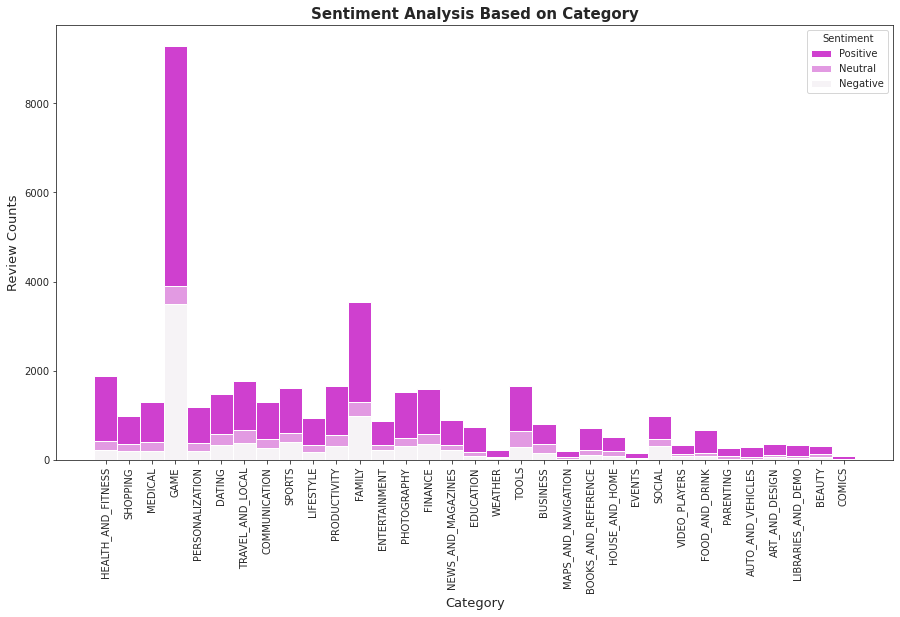 Sentiment Analysis Based on Category
Sentiment
Positive
Neutral
Negative
Review Counts
8000
6000
4000
2000
0
HEALTH_AND_FITNESS
SHOPPING
MEDICAL
GAME
PERSONALIZATION
DATING
TRAVEL_AND_LOCAL
COMMUNICATION
SPORTS
LIFESTYLE
PRODUCTIVITY
FAMILY
ENTERTAINMENT
PHOTOGRAPHY
FINANCE
NEWS_AND_MAGAZINES
EDUCATION
WEATHER
TOOLS
BUSINESS
MAPS_AND_NAVIGATION
BOOKS_AND_REFERENCE
HOUSE_AND_HOME
EVENTS
SOCIAL
VIDEO_PLAYERS
FOOD_AND_DRINK
PARENTING
AUTO_AND_VEHICLES
ART_AND_DESIGN
LIBRARIES_AND_DEMO
BEAUTY
COMICS
Category